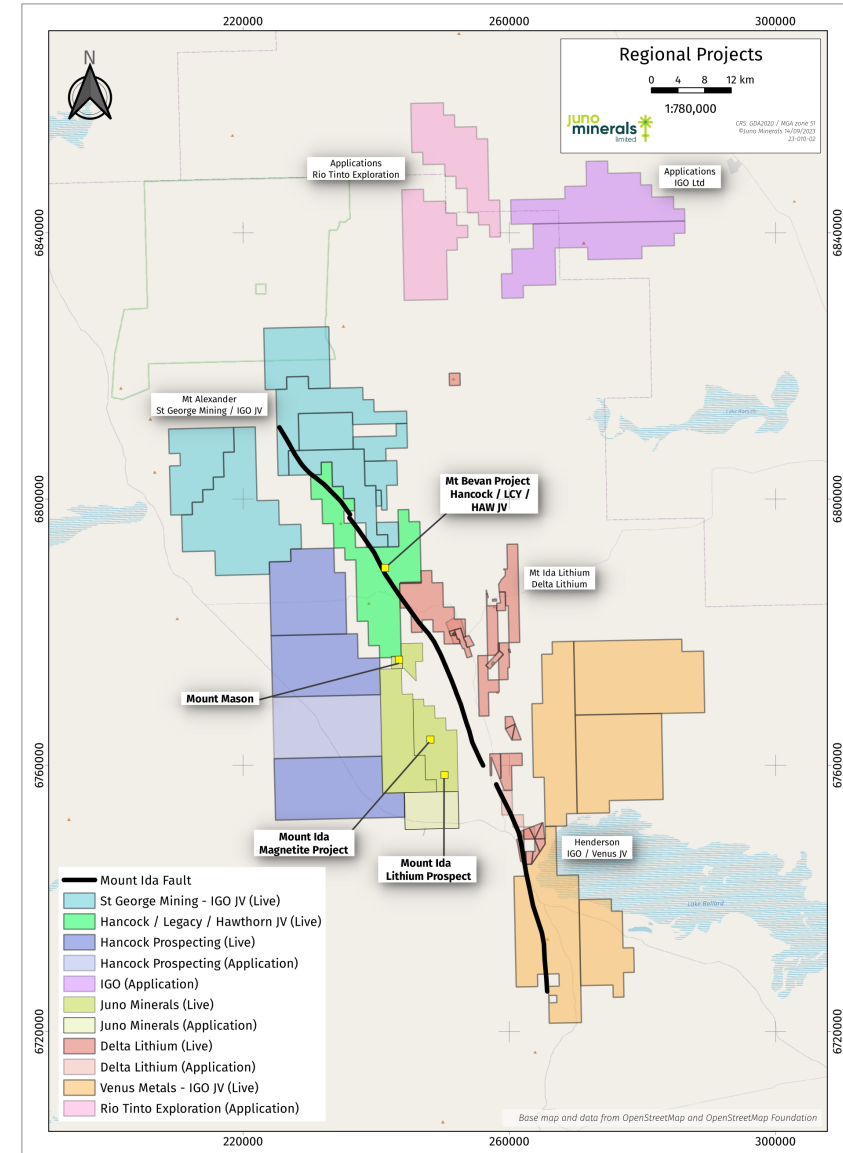 220000
260000
300000
N
Regional Projects
0 4 8 12 km
1:780,000
juno
minerals
limited
CRS: GDA2020 / MGA zone 51
©Juno Minerals 14/09/2023
23-010-02
Applications
Rio Tinto Exploration
Applications
IGO Ltd
6840000
6840000
Mt Alexander
St George Mining / IGO JV
Lake Raeside
Mt Bevan Project
Hancock / LCY /
HAW JV
6800000
6800000
Mt Ida Lithium
Delta Lithium
Mount Mason
6760000
6760000
Mount Ida
Magnetite Project
Mount Ida
Lithium Prospect
Henderson
IGO / Venus JV
Lake Ballard
Mount Ida Fault
St George Mining - IGO JV (Live)
Hancock / Legacy / Hawthorn JV (Live)
Hancock Prospecting (Live)
Hancock Prospecting (Application)
IGO (Application)
Juno Minerals (Live)
Juno Minerals (Application)
Delta Lithium (Live)
Delta Lithium (Application)
Venus Metals - IGO JV (Live)
Rio Tinto Exploration (Application)
6720000
6720000
Base map and data from OpenStreetMap and OpenStreetMap Foundation
220000
260000
300000